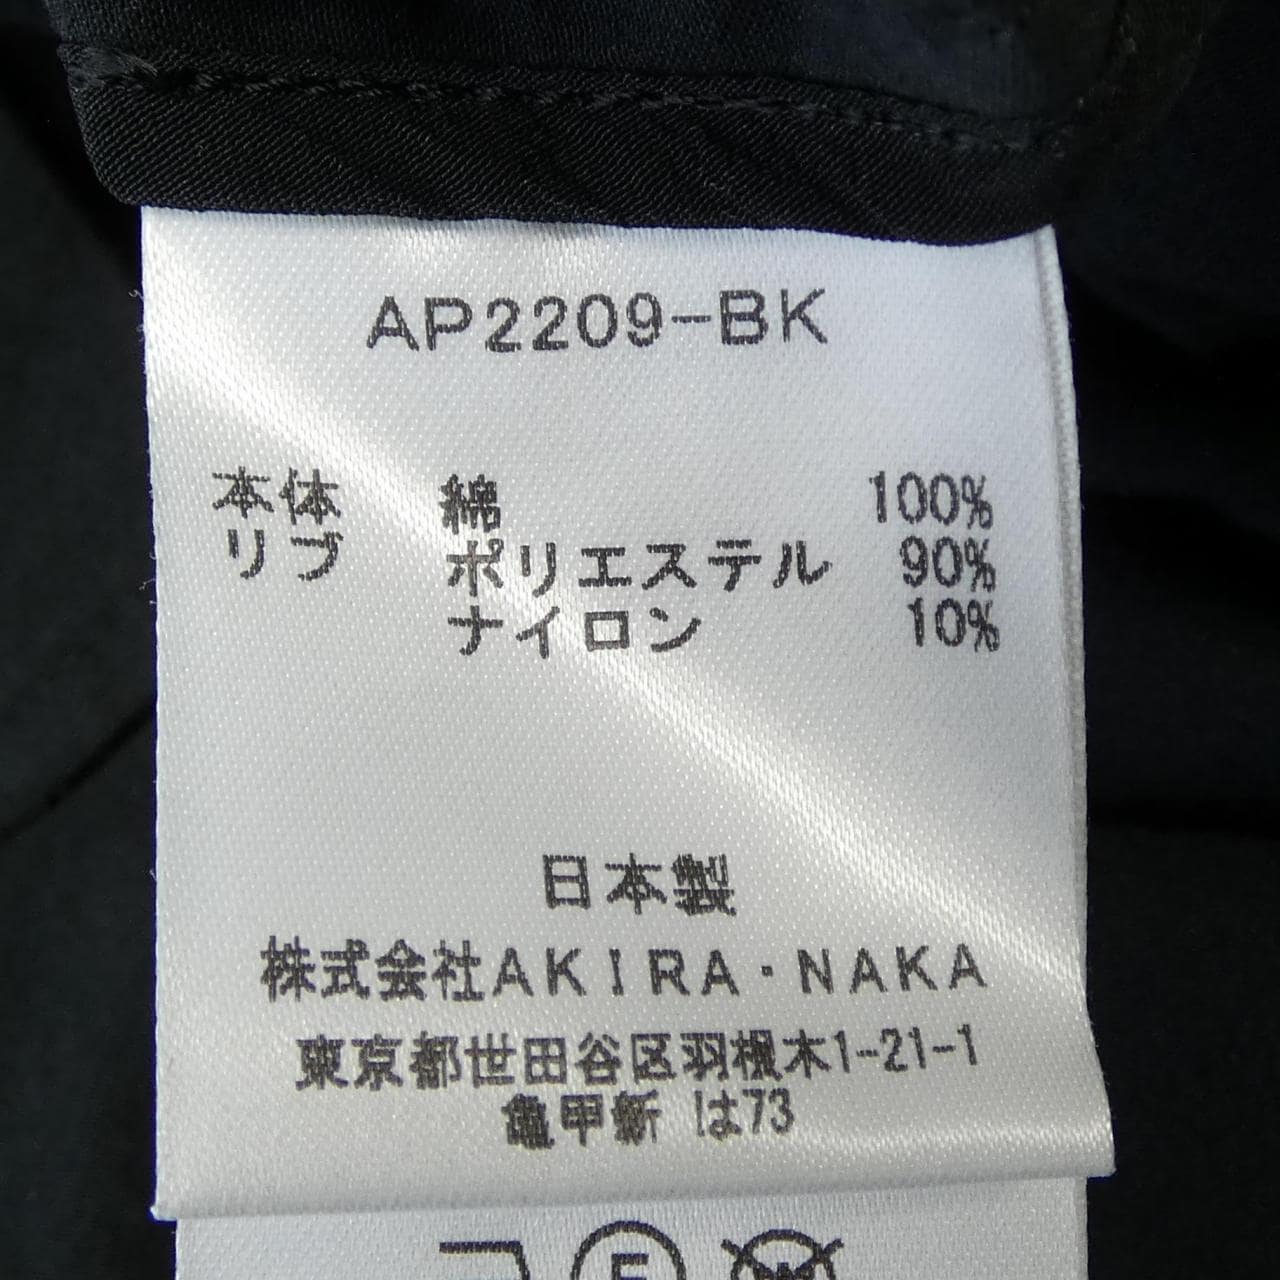 AP2209-BK
本体 綿 100%
リブ ポリエステル 90%
ナイロン 10%
日本製
株式会社AKIRA・NAKA
東京都世田谷区羽根木1-21-1
亀甲新 は73